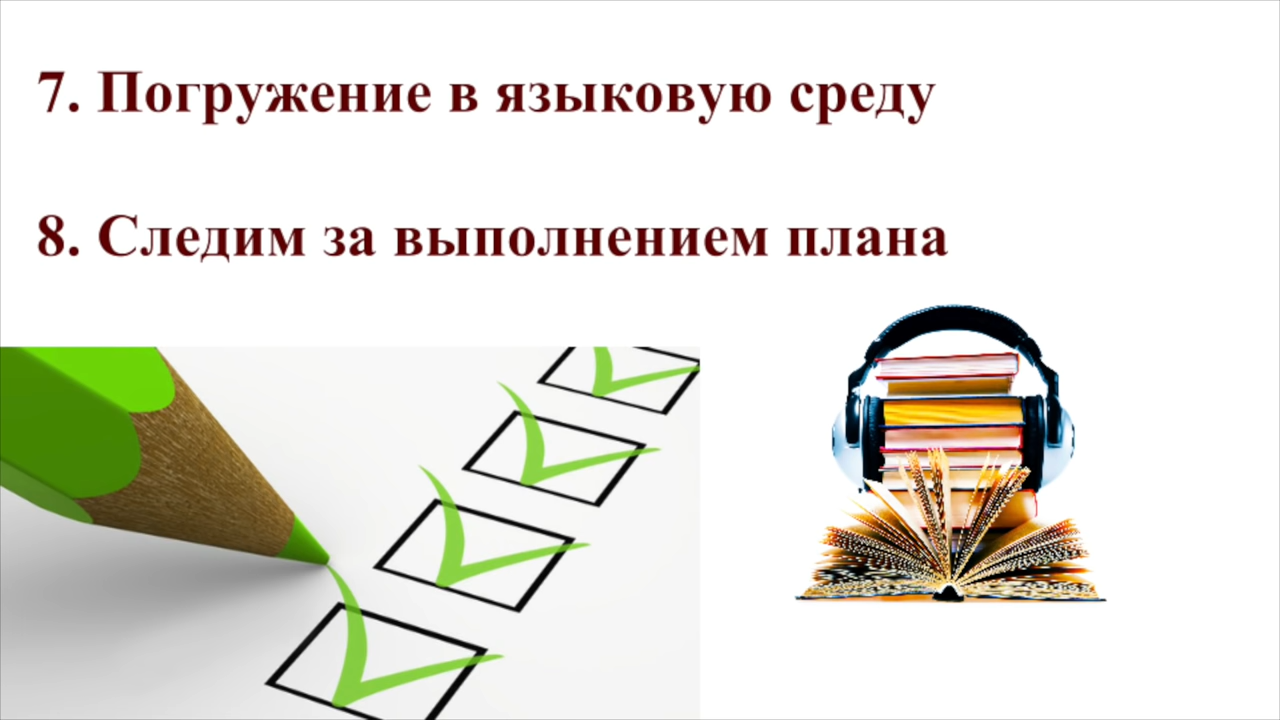 7. Погружение в языковую среду
8. Следим за выполнением плана